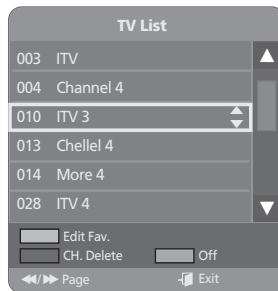 TV List
003 ITV
004 Channel 4
010 ITV 3
013 Chellel 4
014 More 4
028 ITV 4
Edit Fav.
CH. Delete Off
◀◀/▶▶ Page Exit